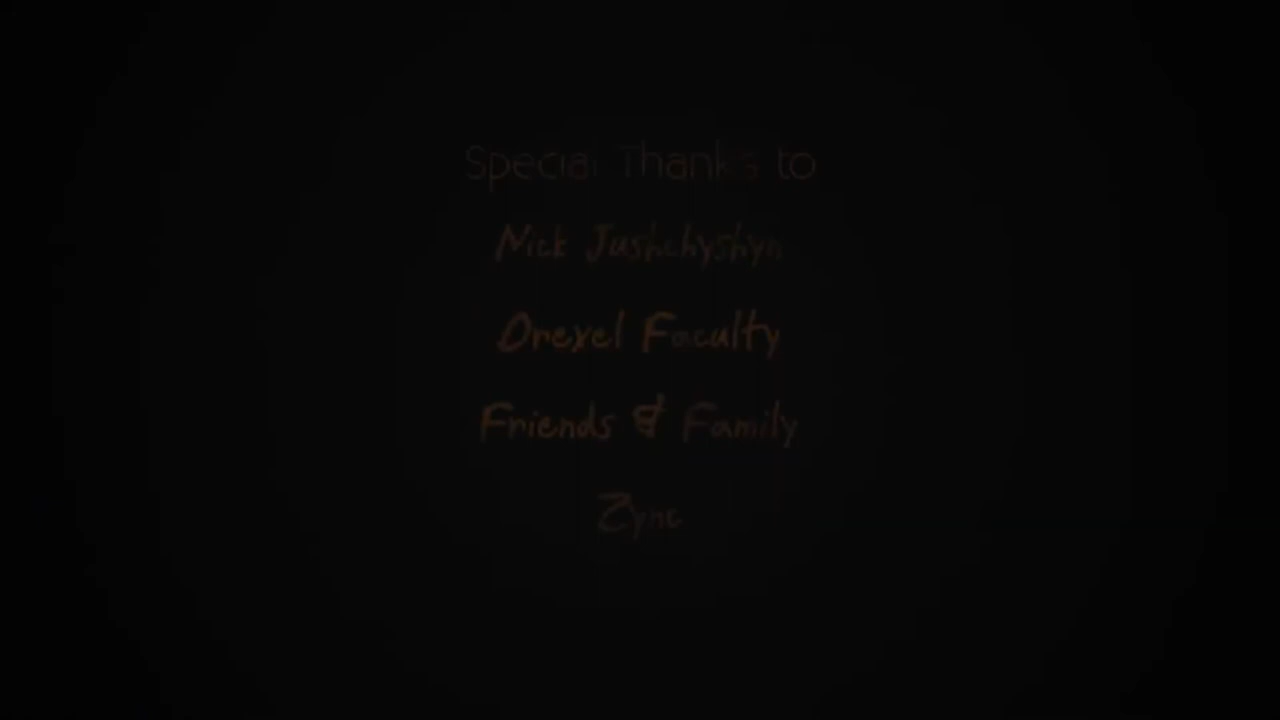 Special Thanks to
Nick Jushchyshyn
Drexel Faculty
Friends & Family
Zync